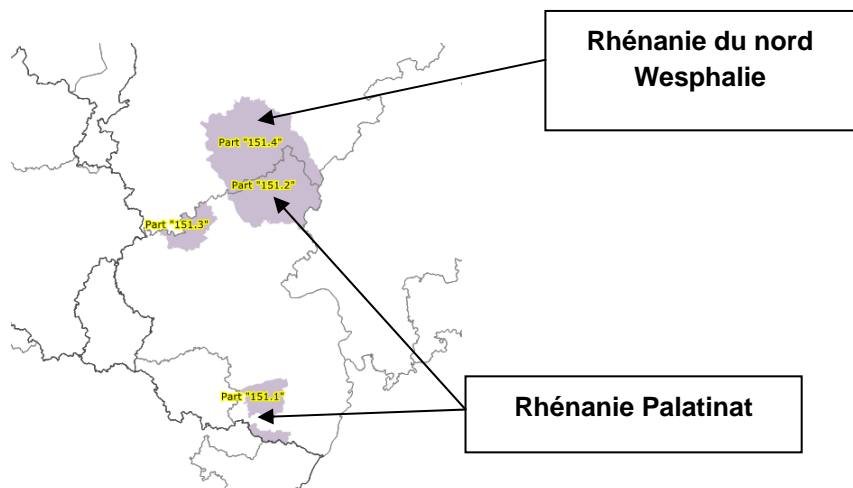 Rhénanie du nord
Wesphalie
Part "151.4"
Part "151.2"
Part "151.3"
Part "151.1"
Rhénanie Palatinat